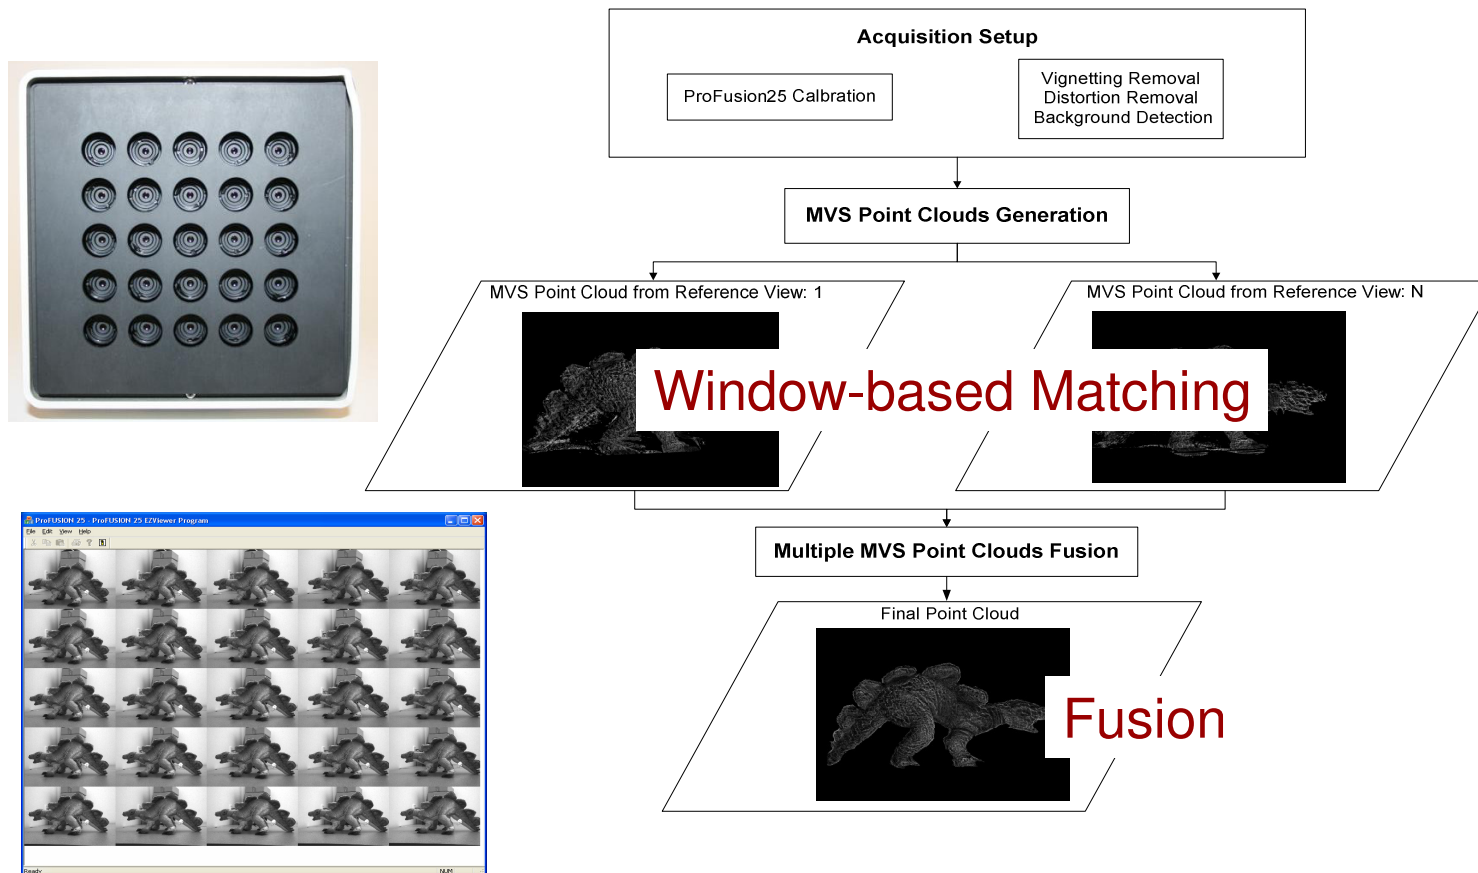 Acquisition Setup
ProFusion25 Calbration
Vignetting Removal
Distortion Removal
Background Detection
MVS Point Clouds Generation
MVS Point Cloud from Reference View: 1
MVS Point Cloud from Reference View: N
Window-based Matching
ProFUSION 25 - ProFUSION 25 EZViewer Program
File Edit View Help
Multiple MVS Point Clouds Fusion
Final Point Cloud
Fusion
Ready
NUM